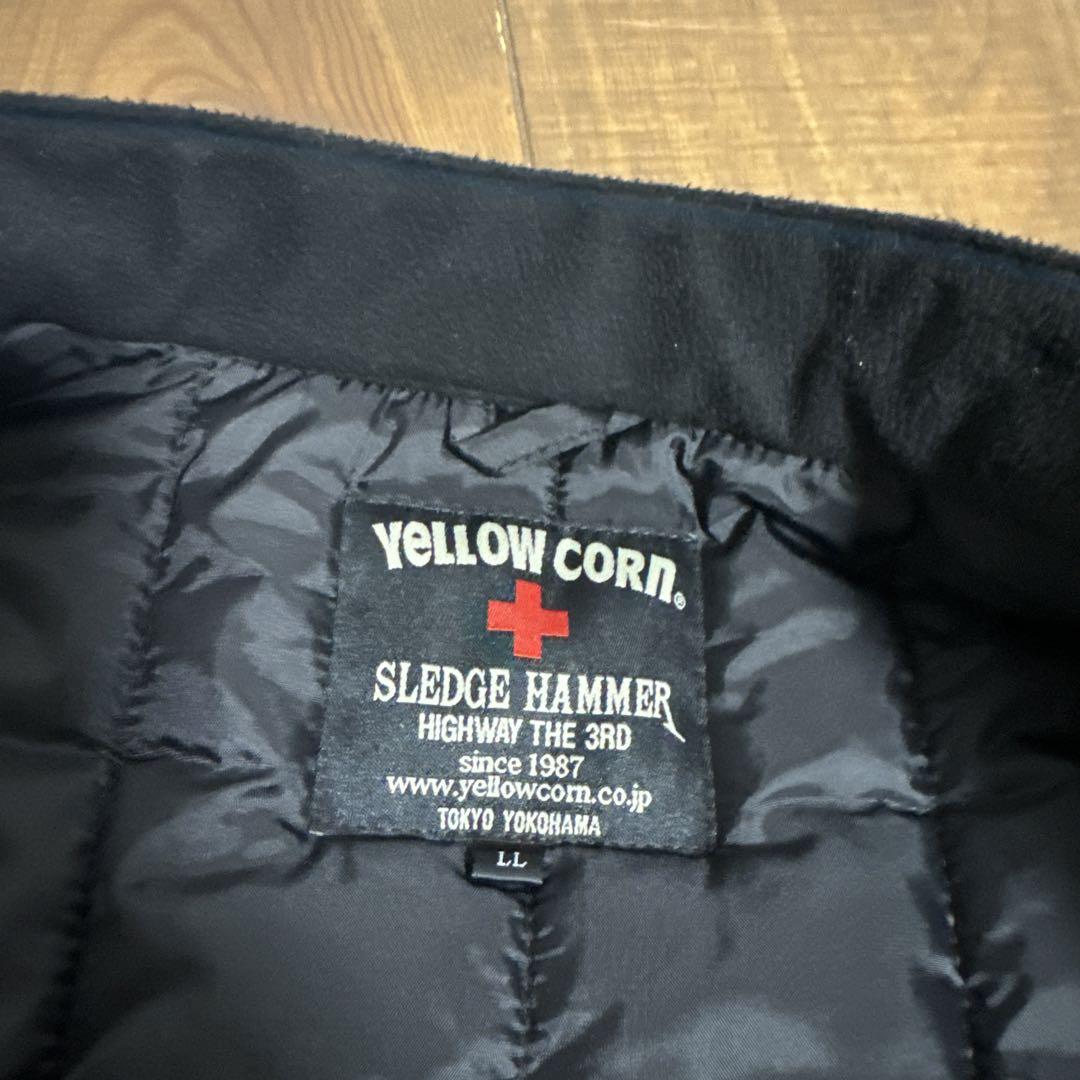 YeLLOW CORn®
SLEDGE HAMMER
HIGHWAY THE 3RD
since 1987
www.yellowcorn.co.jp
TOKYO YOKOHAMA
LL